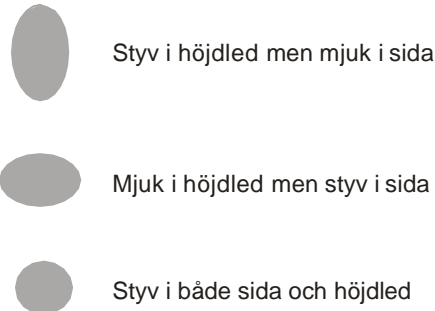 Styv i höjdled men mjuk i sida
Mjuk i höjdled men styv i sida
Styv i både sida och höjdled